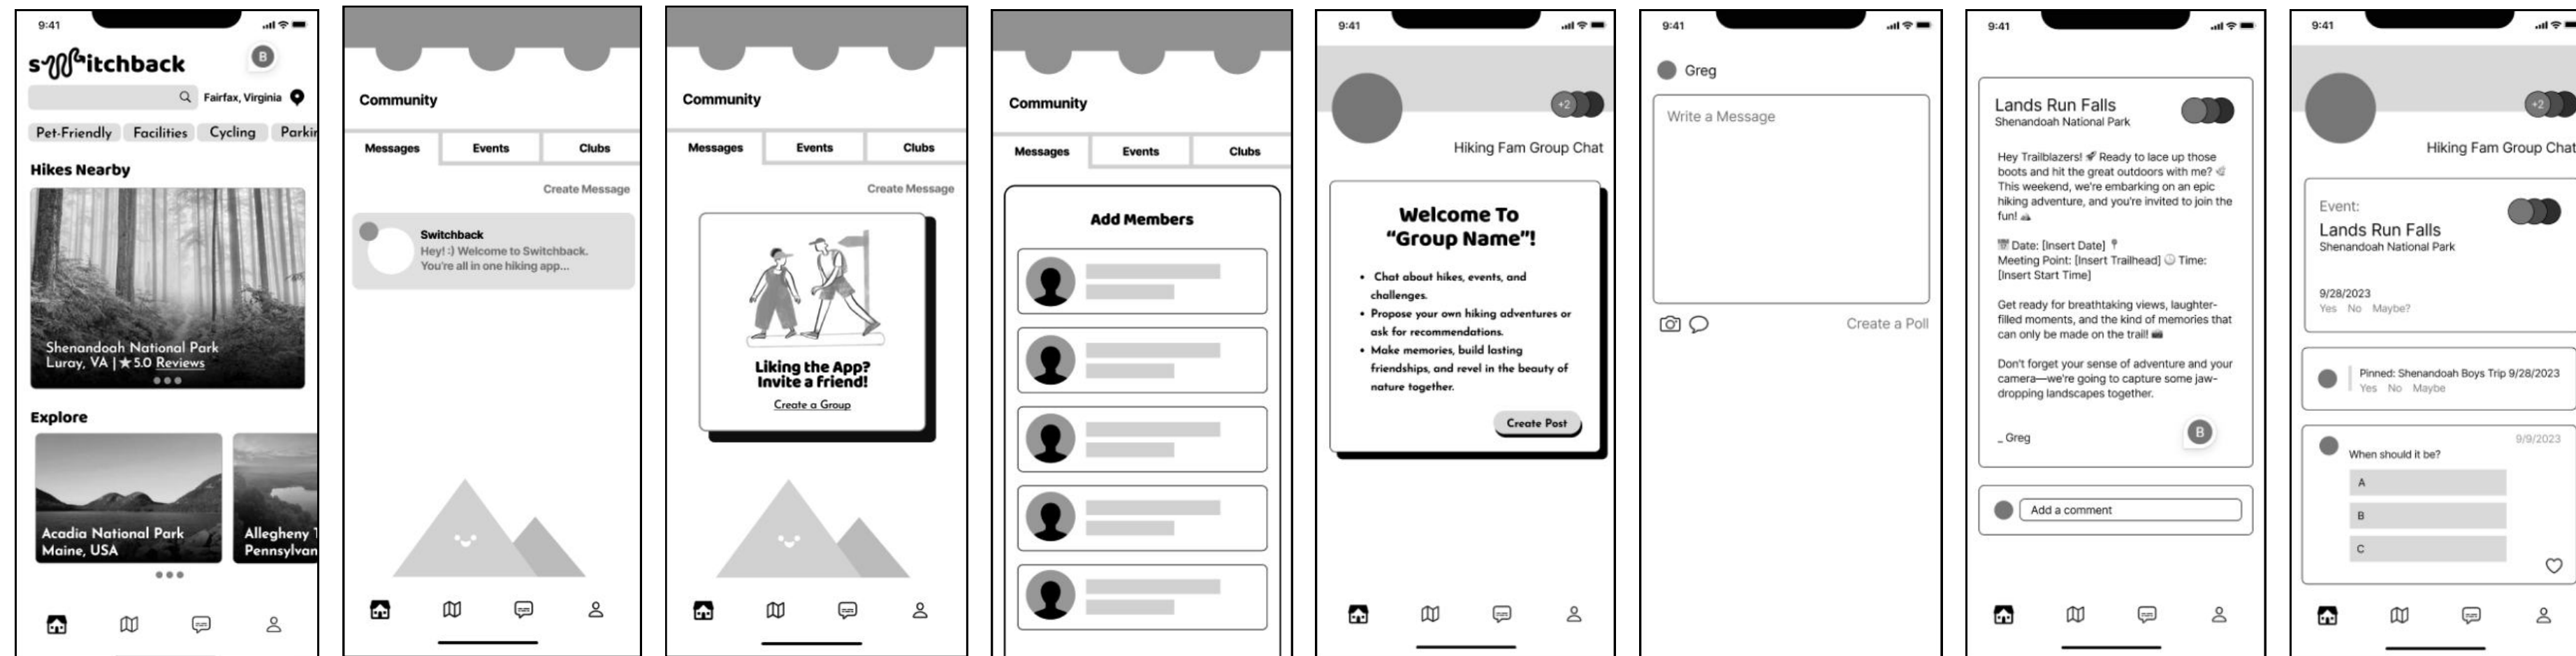 9:41
switchback
B
Fairfax, Virginia
Pet-Friendly Facilities Cycling Parkin
Hikes Nearby
Shenandoah National Park
Luray, VA | ★ 5.0 Reviews
Explore
Acadia National Park
Maine, USA
Allegheny T
Pennsylvan
Community
Messages Events Clubs
Create Message
Switchback
Hey! :) Welcome to Switchback.
You're all in one hiking app...
Community
Messages Events Clubs
Create Message
Liking the App?
Invite a friend!
Create a Group
Community
Messages Events Clubs
Add Members
9:41
+2
Hiking Fam Group Chat
Welcome To
“Group Name”!
• Chat about hikes, events, and
challenges.
• Propose your own hiking adventures or
ask for recommendations.
• Make memories, build lasting
friendships, and revel in the beauty of
nature together.
Create Post
9:41
Greg
Write a Message
Create a Poll
9:41
Lands Run Falls
Shenandoah National Park
Hey Trailblazers! 🚀 Ready to lace up those
boots and hit the great outdoors with me? 🌿
This weekend, we're embarking on an epic
hiking adventure, and you're invited to join the
fun! 🏔
📅 Date: [Insert Date] 📍
Meeting Point: [Insert Trailhead] 🕒 Time:
[Insert Start Time]
Get ready for breathtaking views, laughter-
filled moments, and the kind of memories that
can only be made on the trail! 📷
Don't forget your sense of adventure and your
camera—we're going to capture some jaw-
dropping landscapes together.
_ Greg
B
Add a comment
9:41
+2
Hiking Fam Group Chat
Event:
Lands Run Falls
Shenandoah National Park
9/28/2023
Yes No Maybe?
Pinned: Shenandoah Boys Trip 9/28/2023
Yes No Maybe
9/9/2023
When should it be?
A
B
C